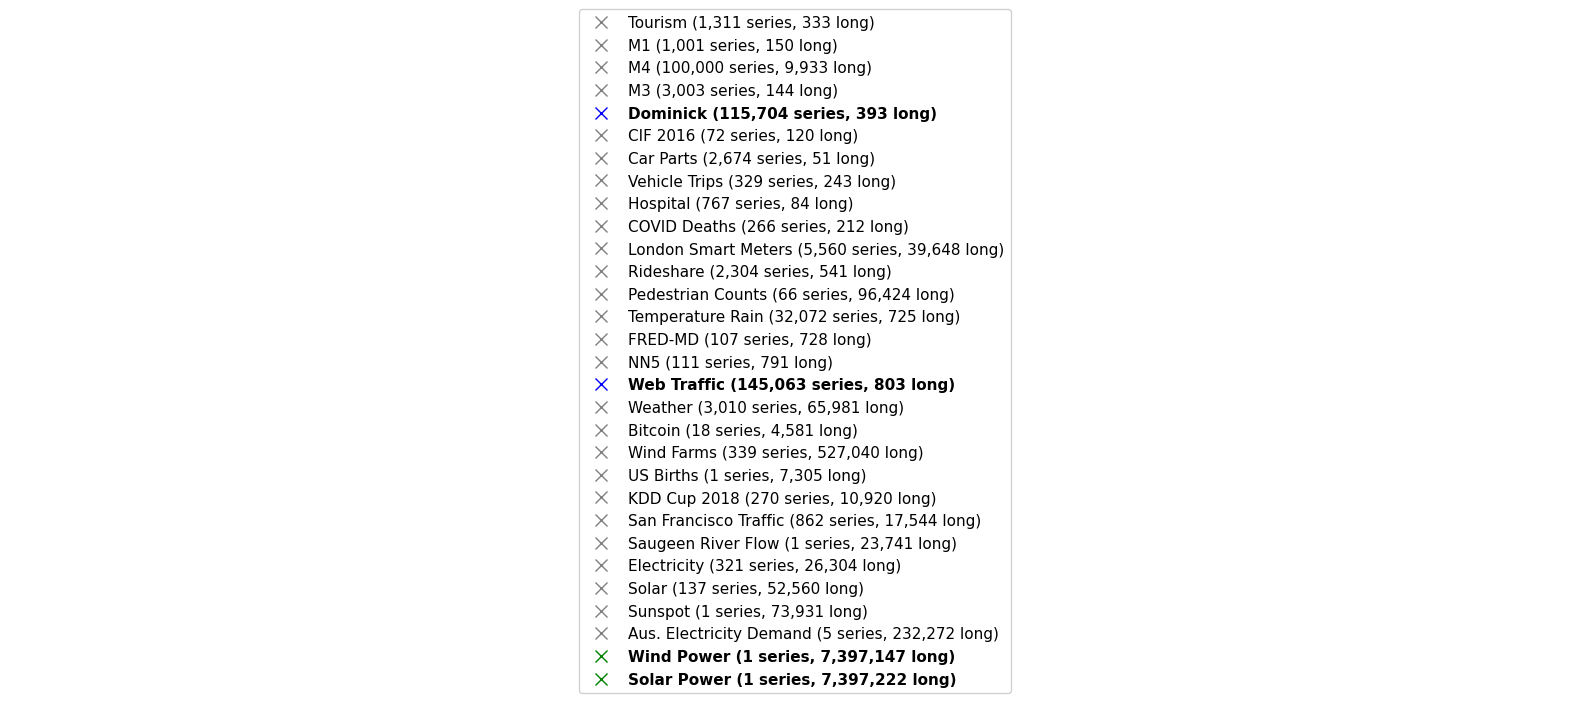 Tourism (1,311 series, 333 long)
M1 (1,001 series, 150 long)
M4 (100,000 series, 9,933 long)
M3 (3,003 series, 144 long)
Dominick (115,704 series, 393 long)
CIF 2016 (72 series, 120 long)
Car Parts (2,674 series, 51 long)
Vehicle Trips (329 series, 243 long)
Hospital (767 series, 84 long)
COVID Deaths (266 series, 212 long)
London Smart Meters (5,560 series, 39,648 long)
Rideshare (2,304 series, 541 long)
Pedestrian Counts (66 series, 96,424 long)
Temperature Rain (32,072 series, 725 long)
FRED-MD (107 series, 728 long)
NN5 (111 series, 791 long)
Web Traffic (145,063 series, 803 long)
Weather (3,010 series, 65,981 long)
Bitcoin (18 series, 4,581 long)
Wind Farms (339 series, 527,040 long)
US Births (1 series, 7,305 long)
KDD Cup 2018 (270 series, 10,920 long)
San Francisco Traffic (862 series, 17,544 long)
Saugeen River Flow (1 series, 23,741 long)
Electricity (321 series, 26,304 long)
Solar (137 series, 52,560 long)
Sunspot (1 series, 73,931 long)
Aus. Electricity Demand (5 series, 232,272 long)
Wind Power (1 series, 7,397,147 long)
Solar Power (1 series, 7,397,222 long)